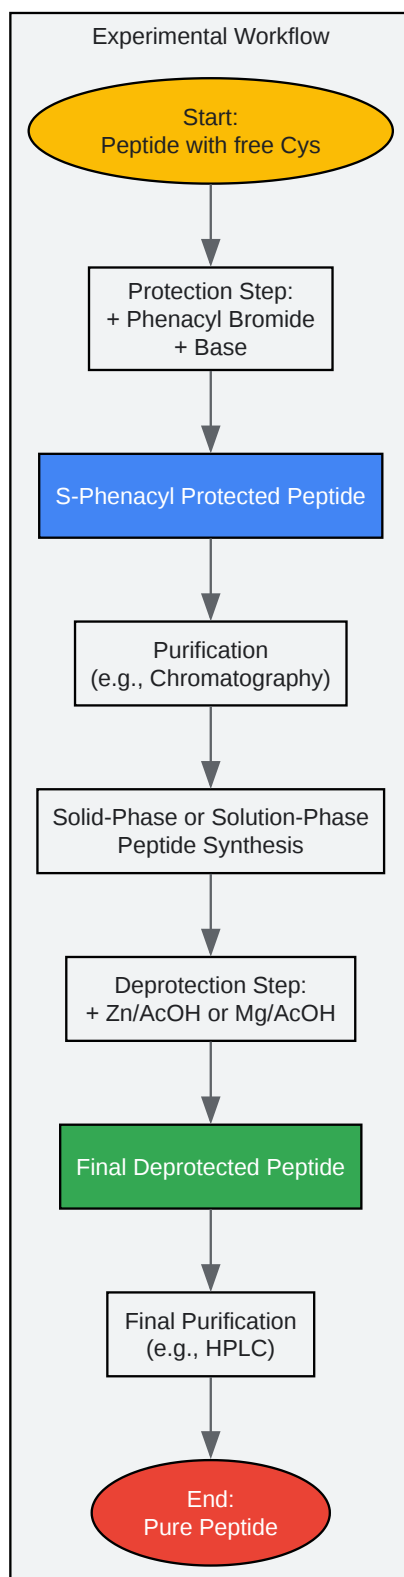 Experimental Workflow
Start:
Peptide with free Cys
Protection Step:
+ Phenacyl Bromide
+ Base
S-Phenacyl Protected Peptide
Purification
(e.g., Chromatography)
Solid-Phase or Solution-Phase
Peptide Synthesis
Deprotection Step:
+ Zn/AcOH or Mg/AcOH
Final Deprotected Peptide
Final Purification
(e.g., HPLC)
End:
Pure Peptide